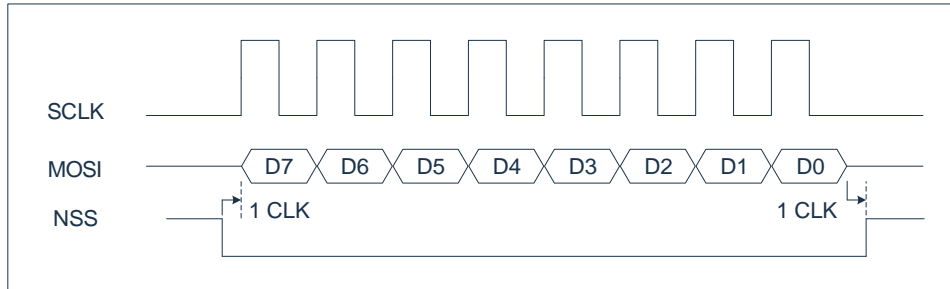 SCLK
MOSI D7 D6 D5 D4 D3 D2 D1 D0
1 CLK 1 CLK
NSS